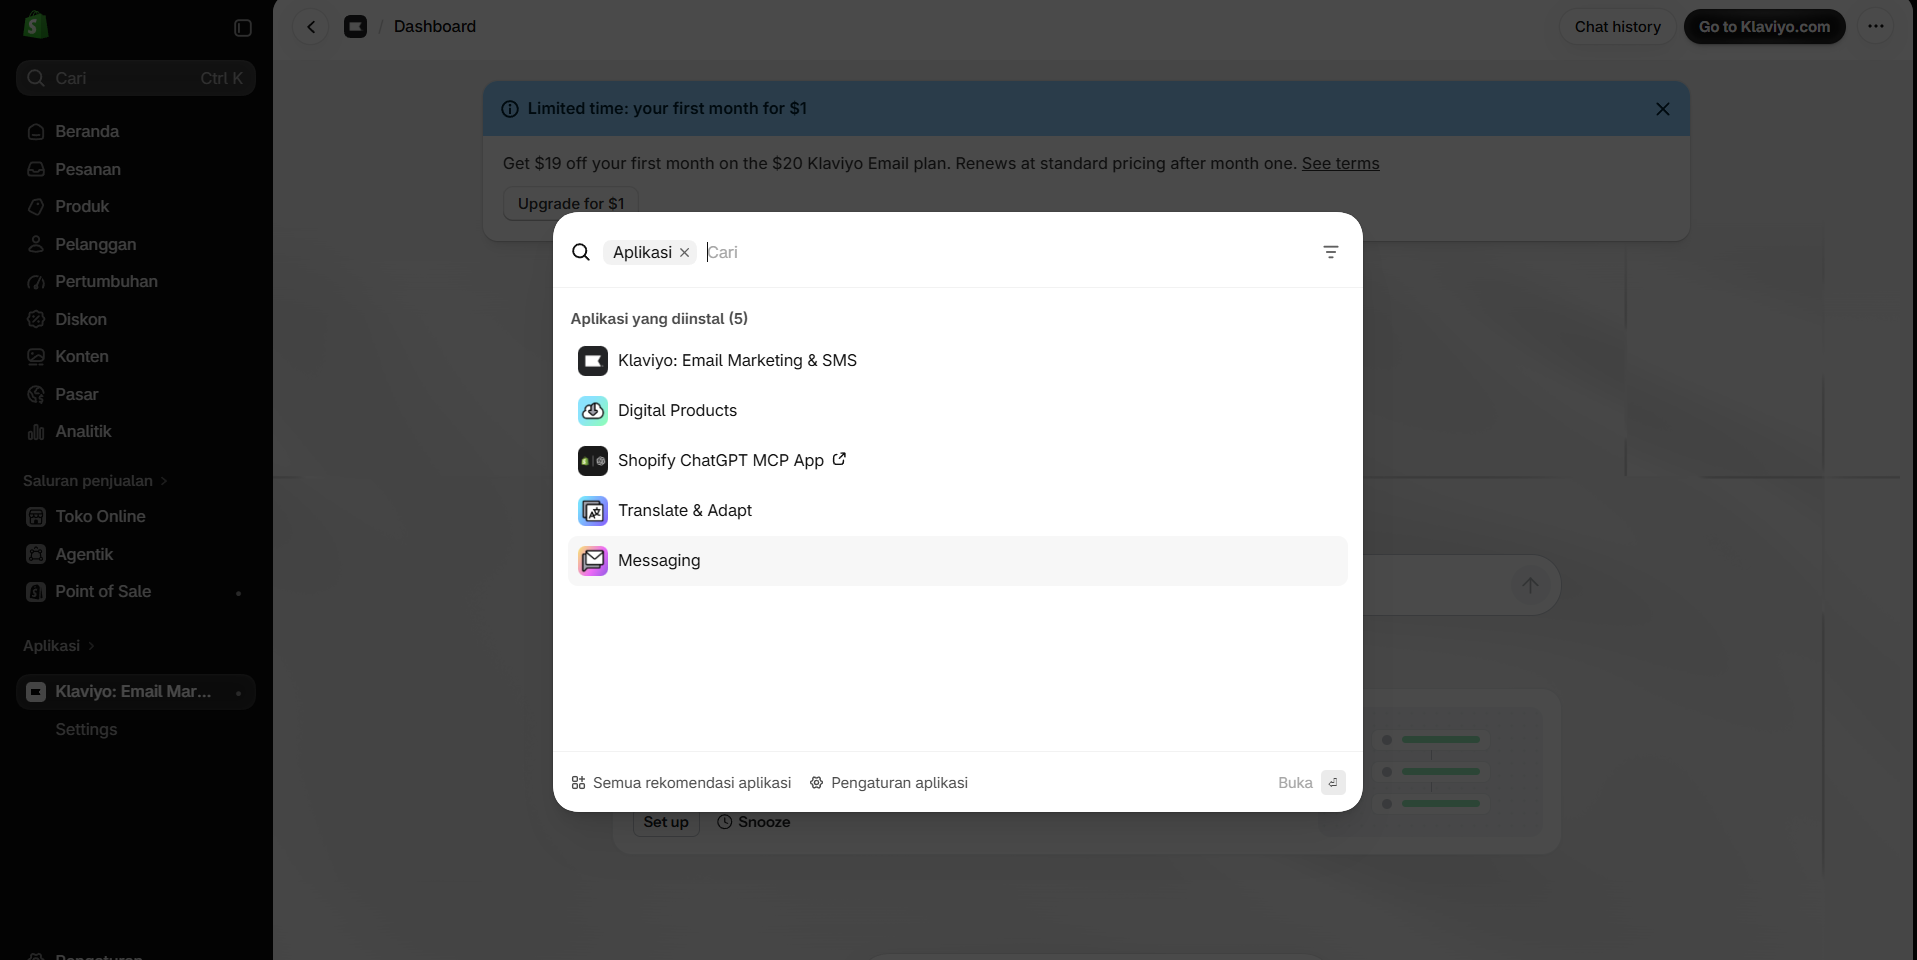 Dashboard
Chat history
Go to Klaviyo.com
Cari
Ctrl K
Limited time: your first month for $1
Get $19 off your first month on the $20 Klaviyo Email plan. Renews at standard pricing after month one. See terms
Upgrade for $1
Beranda
Pesanan
Produk
Pelanggan
Pertumbuhan
Diskon
Konten
Pasar
Analitik
Saluran penjualan
Toko Online
Agentik
Point of Sale
Aplikasi
Klaviyo: Email Mar...
Settings
Pengaturan
Aplikasi
Cari
Aplikasi yang diinstal (5)
Klaviyo: Email Marketing & SMS
Digital Products
Shopify ChatGPT MCP App
Translate & Adapt
Messaging
Semua rekomendasi aplikasi
Pengaturan aplikasi
Buka
Set up
Snooze